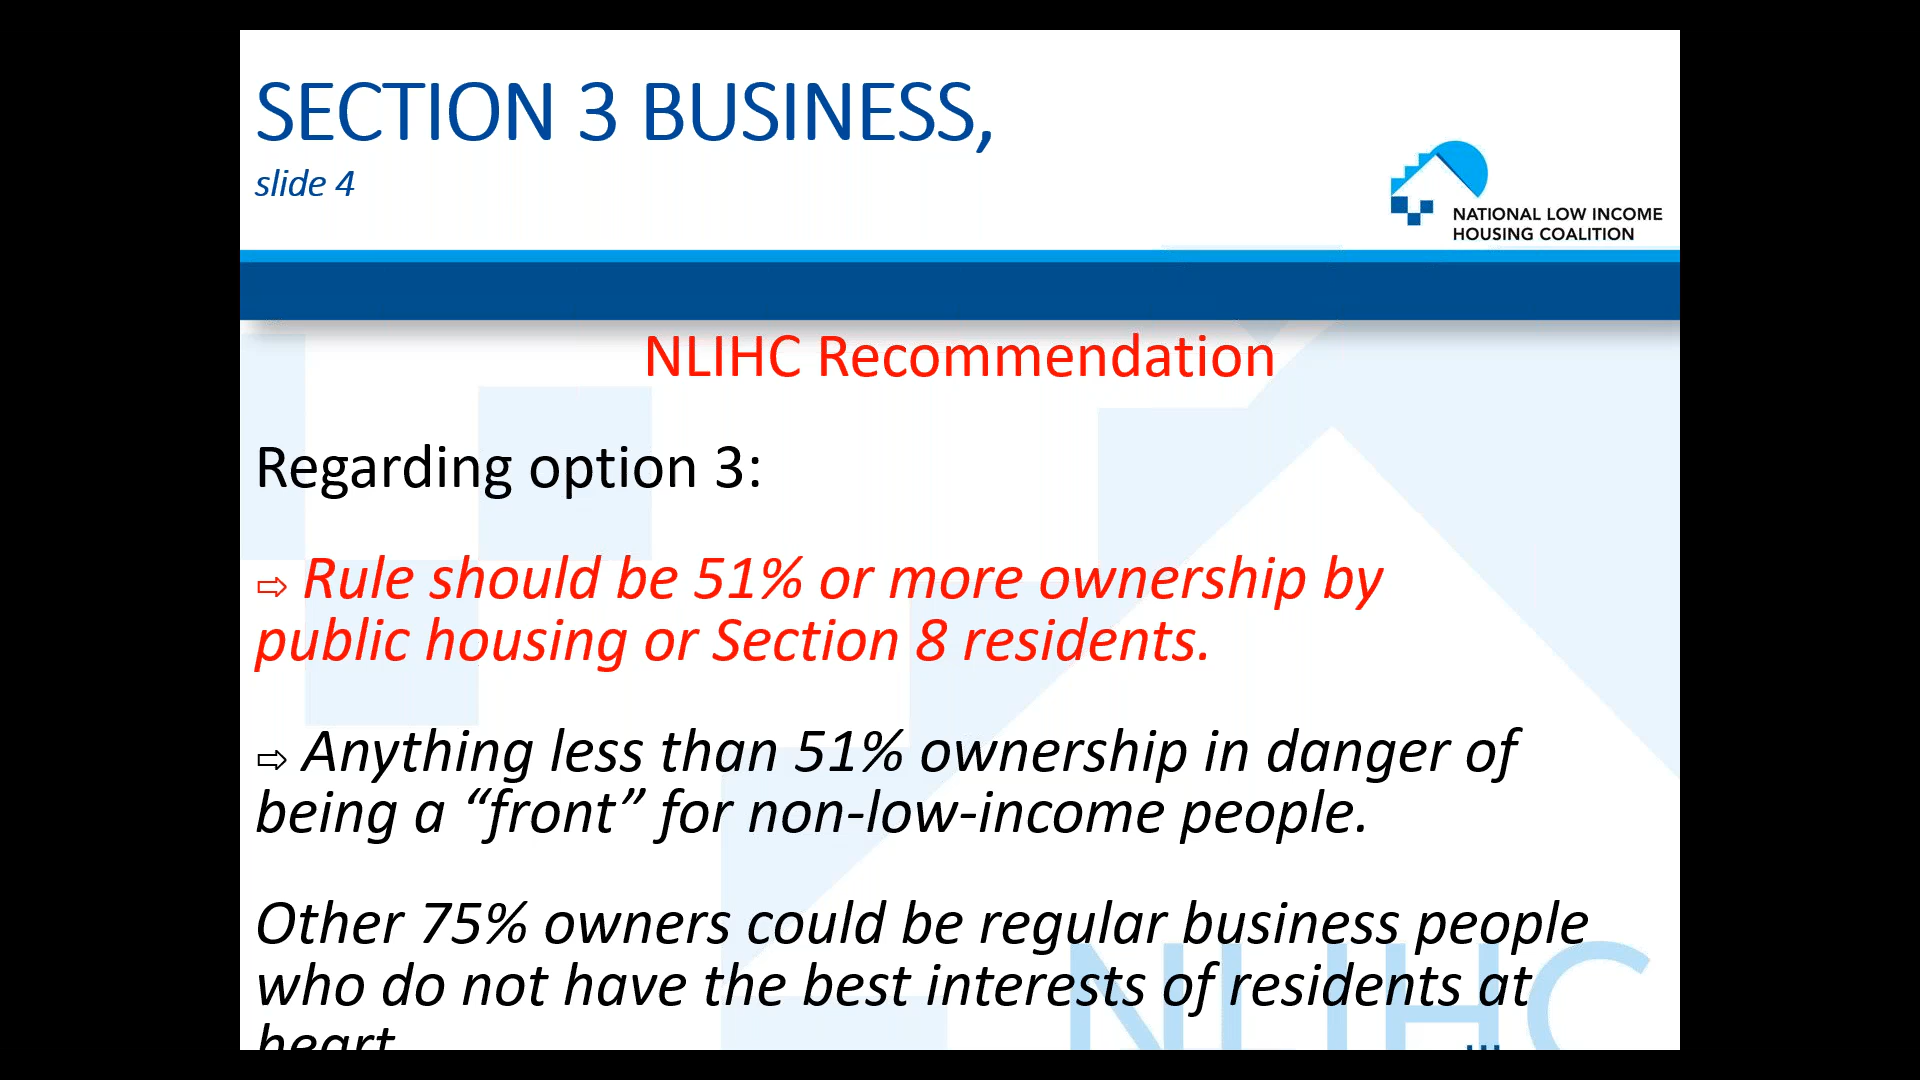 SECTION 3 BUSINESS,
slide 4
NATIONAL LOW INCOME
HOUSING COALITION
NLIHC Recommendation
Regarding option 3:
⇨ Rule should be 51% or more ownership by
public housing or Section 8 residents.
⇨ Anything less than 51% ownership in danger of
being a “front” for non-low-income people.
Other 75% owners could be regular business people
who do not have the best interests of residents at
heart
NLIHC